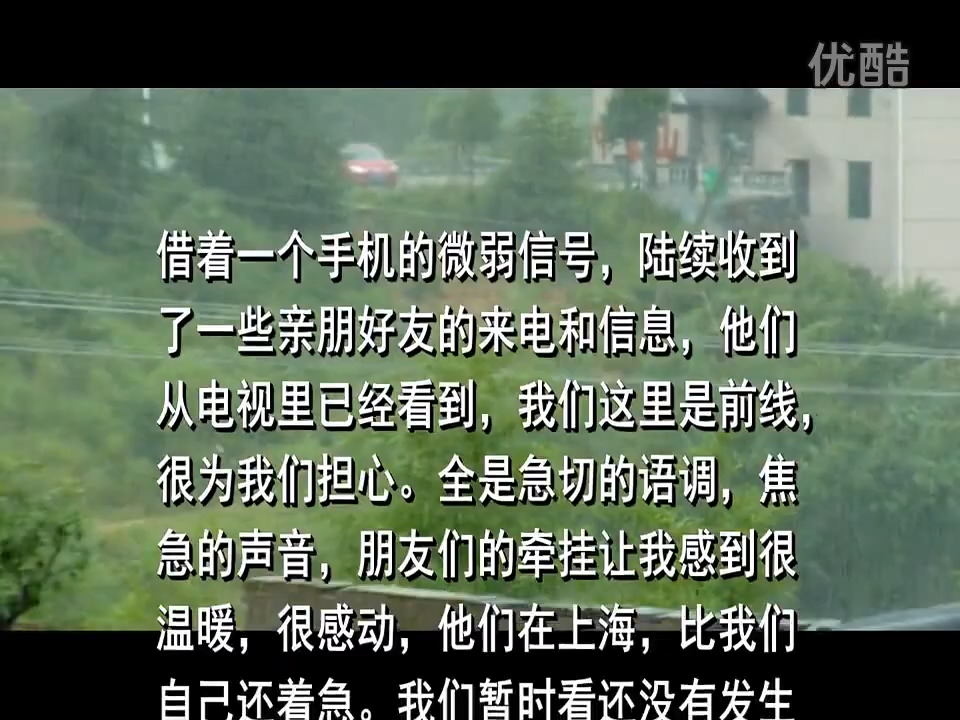 优酷
借着一个手机的微弱信号，陆续收到
了一些亲朋好友的来电和信息，他们
从电视里已经看到，我们这里是前线，
很为我们担心。全是急切的语调，焦
急的声音，朋友们的牵挂让我感到很
温暖，很感动，他们在上海，比我们
自己还着急。我们暂时看还没有发生